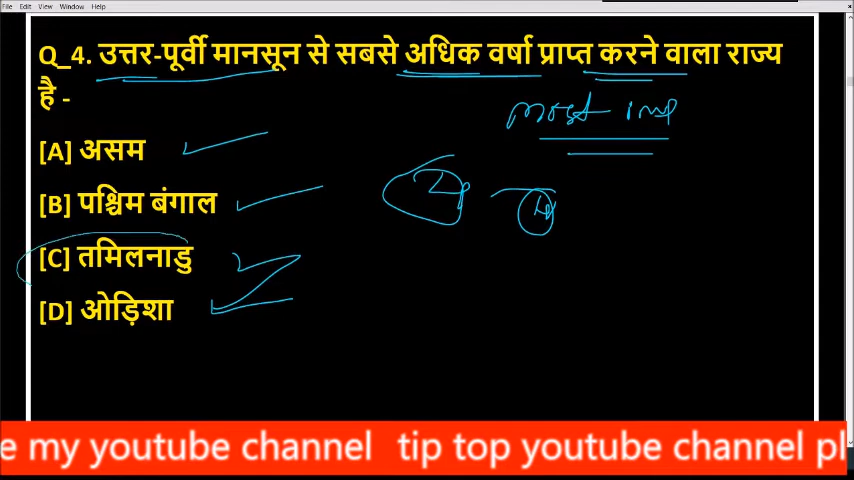 File Edit View Window Help
Q_4. उत्तर-पूर्वी मानसून से सबसे अधिक वर्षा प्राप्त करने वाला राज्य
है -
most imp
[A] असम
[B] पश्चिम बंगाल
[C] तमिलनाडु
[D] ओड़िशा
e my youtube channel tip top youtube channel pl